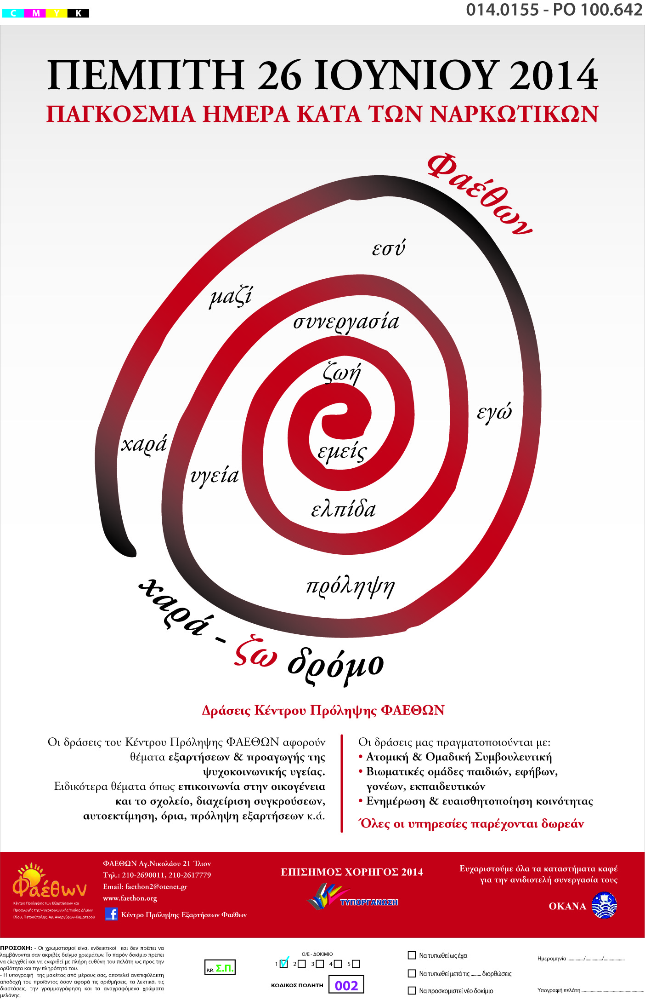 C M Y K
014.0155 - PO 100.642
ΠΕΜΠΤΗ 26 ΙΟΥΝΙΟΥ 2014
ΠΑΓΚΟΣΜΙΑ ΗΜΕΡΑ ΚΑΤΑ ΤΩΝ ΝΑΡΚΩΤΙΚΩΝ
Φαέθων
εσύ
μαζί
συνεργασία
ζωή
εγώ
χαρά
εμείς
υγεία
ελπίδα
πρόληψη
χαρά - ζω δρόμο
Δράσεις Κέντρου Πρόληψης ΦΑΕΘΩΝ
Οι δράσεις του Κέντρου Πρόληψης ΦΑΕΘΩΝ αφορούν
θέματα εξαρτήσεων & προαγωγής της
ψυχοκοινωνικής υγείας.
Ειδικότερα θέματα όπως επικοινωνία στην οικογένεια
και το σχολείο, διαχείριση συγκρούσεων,
αυτοεκτίμηση, όρια, πρόληψη εξαρτήσεων κ.ά.
Οι δράσεις μας πραγματοποιούνται με:
• Ατομική & Ομαδική Συμβουλευτική
• Βιωματικές ομάδες παιδιών, εφήβων,
γονέων, εκπαιδευτικών
• Ενημέρωση & ευαισθητοποίηση κοινότητας
Όλες οι υπηρεσίες παρέχονται δωρεάν
Φαέθων
Κέντρο Πρόληψης των Εξαρτήσεων και
Προαγωγής της Ψυχοκοινωνικής Υγείας Δήμων
Ιλίου, Πετρούπολης, Αγ. Αναργύρων-Καματερού
ΦΑΕΘΩΝ Αγ.Νικολάου 21 Ίλιον
Τηλ.: 210-2690011, 210-2617779
Email: faethon2@otenet.gr
www.faethon.org
f Κέντρο Πρόληψης Εξαρτήσεων Φαέθων
ΕΠΙΣΗΜΟΣ ΧΟΡΗΓΟΣ 2014
ΤΥΠΟΡΓΑΝΩΣΗ
Ευχαριστούμε όλα τα καταστήματα καφέ
για την ανιδιοτελή συνεργασία τους
ΟΚΑΝΑ
ΠΡΟΣΟΧΗ: - Οι χρωματισμοί είναι ενδεικτικοί και δεν πρέπει να
λαμβάνονται σαν ακριβές δείγμα χρωμάτων. Το παρόν δοκίμιο πρέπει
να ελεγχθεί και να εγκριθεί με πλήρη ευθύνη του πελάτη ως προς την
ορθότητα και την πληρότητά του.
- Η υπογραφή της μακέτας από μέρους σας, αποτελεί ανεπιφύλακτη
αποδοχή του προϊόντος όσον αφορά τις αριθμήσεις, τα λεκτικά, τις
διαστάσεις, την γραμμογράφηση και τα αναγραφόμενα χρώματα
μελάνης.
P.P. Σ.Π.
Ο/Ε - ΔΟΚΙΜΙΟ
1 2 3 4 5
ΚΩΔΙΚΟΣ ΠΩΛΗΤΗ 002
Να τυπωθεί ως έχει
Να τυπωθεί μετά τις ......... διορθώσεις
Να προσκομιστεί νέο δοκίμιο
Ημερομηνία ............../............../..................
Υπογραφή πελάτη ......................................................